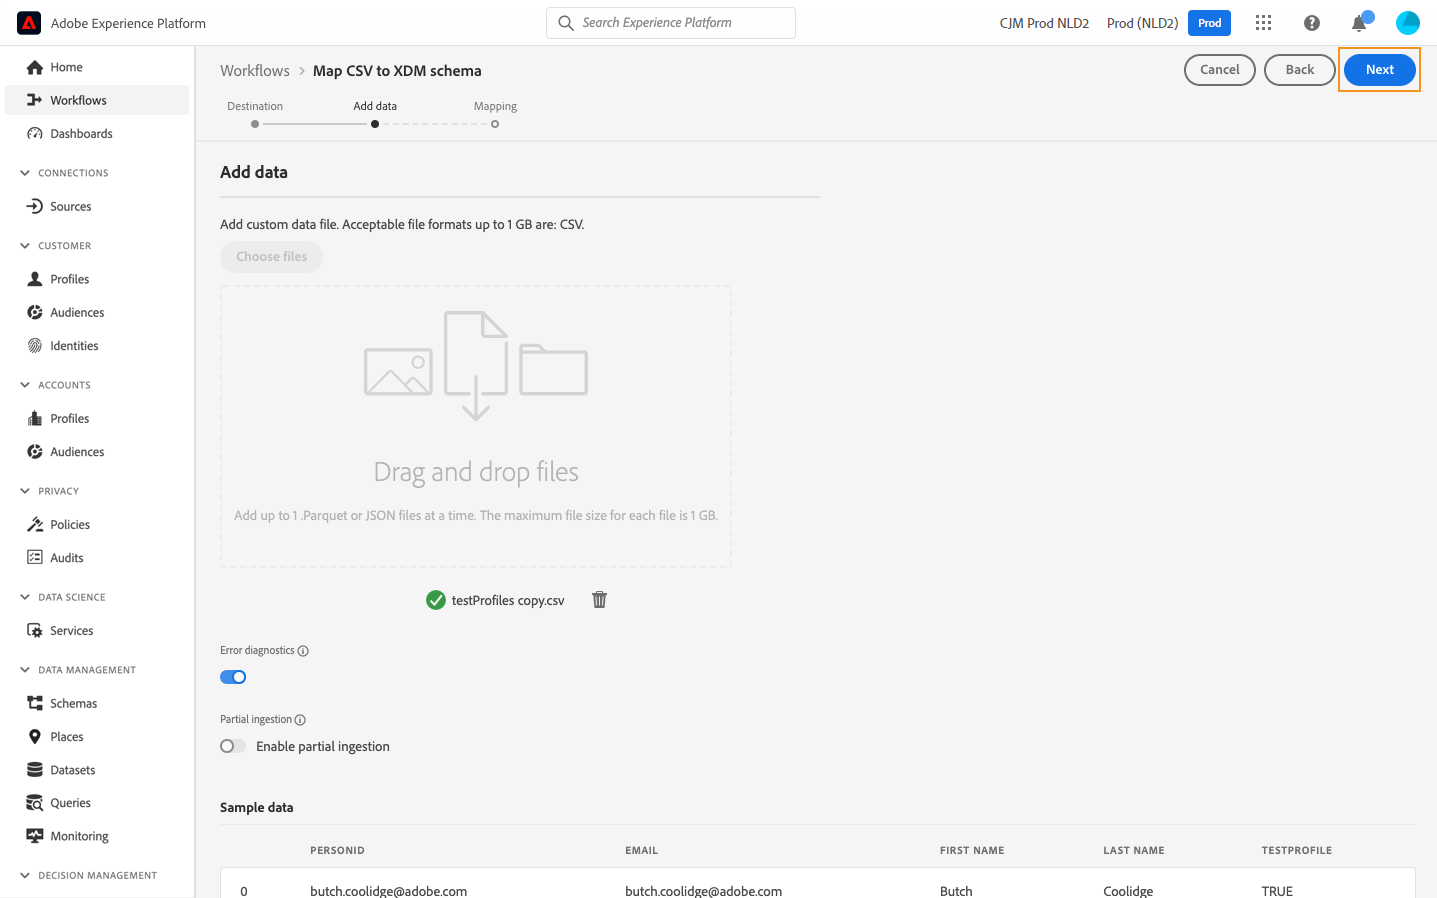 Adobe Experience Platform
Search Experience Platform
CJM Prod NLD2
Prod (NLD2)
Prod
Home
Workflows
Dashboards
CONNECTIONS
Sources
CUSTOMER
Profiles
Audiences
Identities
ACCOUNTS
Profiles
Audiences
PRIVACY
Policies
Audits
DATA SCIENCE
Services
DATA MANAGEMENT
Schemas
Places
Datasets
Queries
Monitoring
DECISION MANAGEMENT
Workflows > Map CSV to XDM schema
Cancel
Back
Next
Destination
Add data
Mapping
Add data
Add custom data file. Acceptable file formats up to 1 GB are: CSV.
Choose files
Drag and drop files
Add up to 1 .Parquet or JSON files at a time. The maximum file size for each file is 1 GB.
testProfiles copy.csv
Error diagnostics
Partial ingestion
Enable partial ingestion
Sample data
PERSONID EMAIL FIRST NAME LAST NAME TESTPROFILE
0 butch.coolidge@adobe.com butch.coolidge@adobe.com Butch Coolidge TRUE